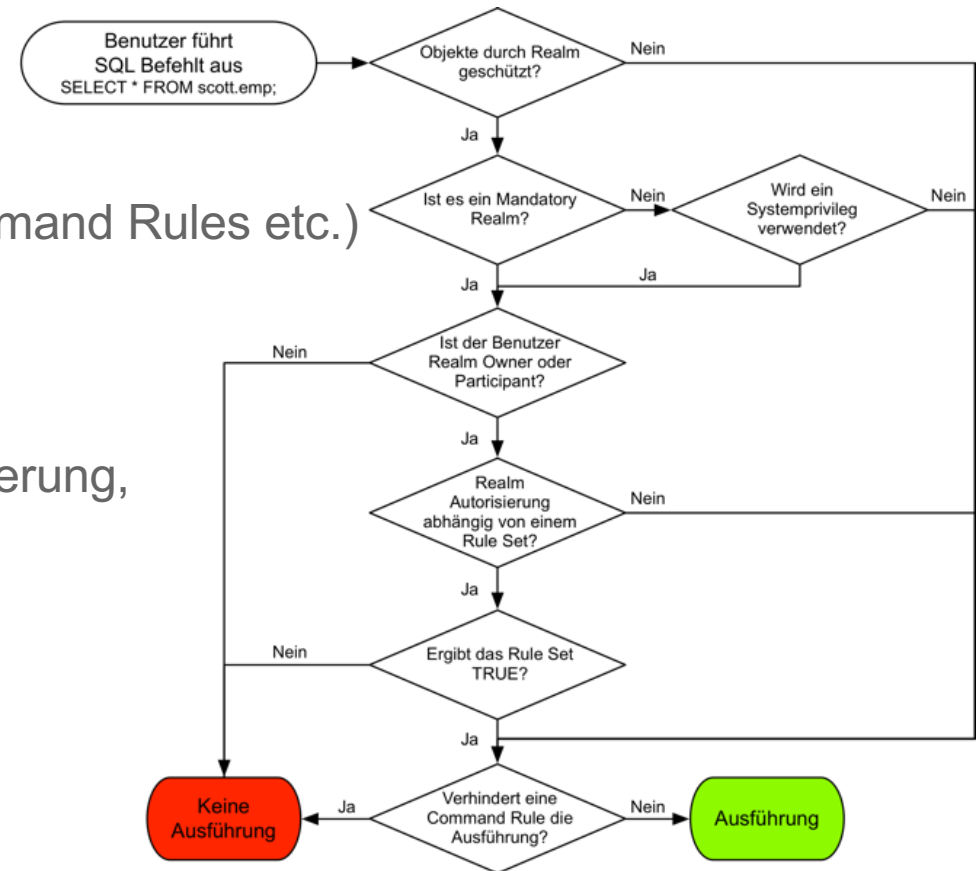 Benutzer führt
SQL Befehlt aus
SELECT * FROM scott.emp;
Objekte durch Realm
geschützt?
Nein
Ja
mand Rules etc.)
Ist es ein Mandatory
Realm?
Nein
Wird ein
Systemprivileg
verwendet?
Nein
Ja
Ja
Ist der Benutzer
Realm Owner oder
Participant?
Nein
Ja
erung,
Realm
Autorisierung
abhängig von einem
Rule Set?
Nein
Ja
Ergibt das Rule Set
TRUE?
Nein
Ja
Keine
Ausführung
Ja
Verhindert eine
Command Rule die
Ausführung?
Nein
Ausführung